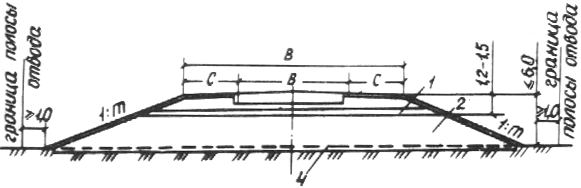 граница полосы
отвода
≥1,0
1:m
B
C
B
C
1
2
4
1:m
1,2-1,5
≤6,0
≥1,0
граница
полосы отвода